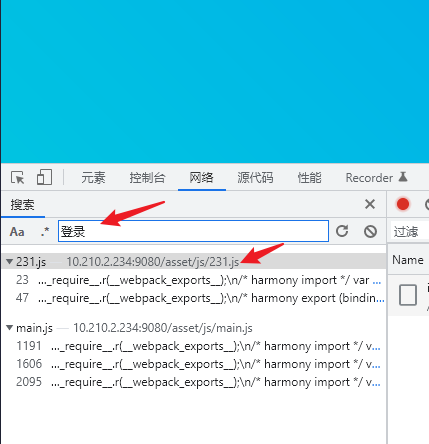 元素 控制台 网络 源代码 性能 Recorder
搜索
Aa .* 登录
过滤
231.js — 10.210.2.234:9080/asset/js/231.js
Name
23 ..._require__.r(__webpack_exports__);\n/* harmony import */ var ...
47 ..._require__.r(__webpack_exports__);\n/* harmony export (bindin...
main.js — 10.210.2.234:9080/asset/js/main.js
1191 ..._require__.r(__webpack_exports__);\n/* harmony import */ v...
1606 ..._require__.r(__webpack_exports__);\n/* harmony import */ v...
2095 ..._require__.r(__webpack_exports__);\n/* harmony import */ v...